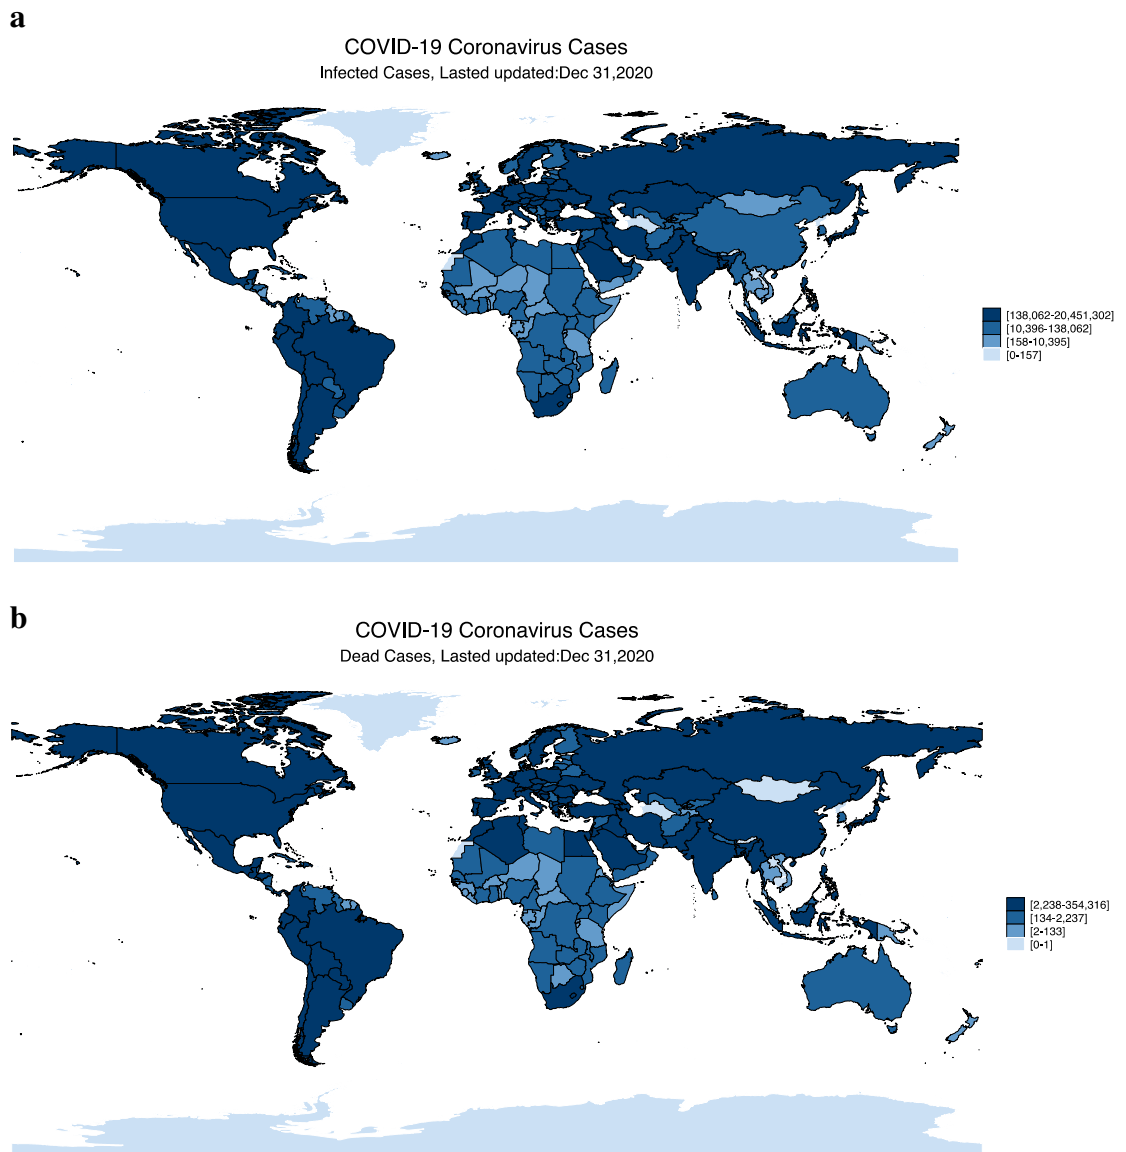 a
COVID-19 Coronavirus Cases
Infected Cases, Lasted updated:Dec 31,2020
[138,062-20,451,302]
[10,396-138,062]
[158-10,395]
[0-157]
b
COVID-19 Coronavirus Cases
Dead Cases, Lasted updated:Dec 31,2020
[2,238-354,316]
[134-2,237]
[2-133]
[0-1]